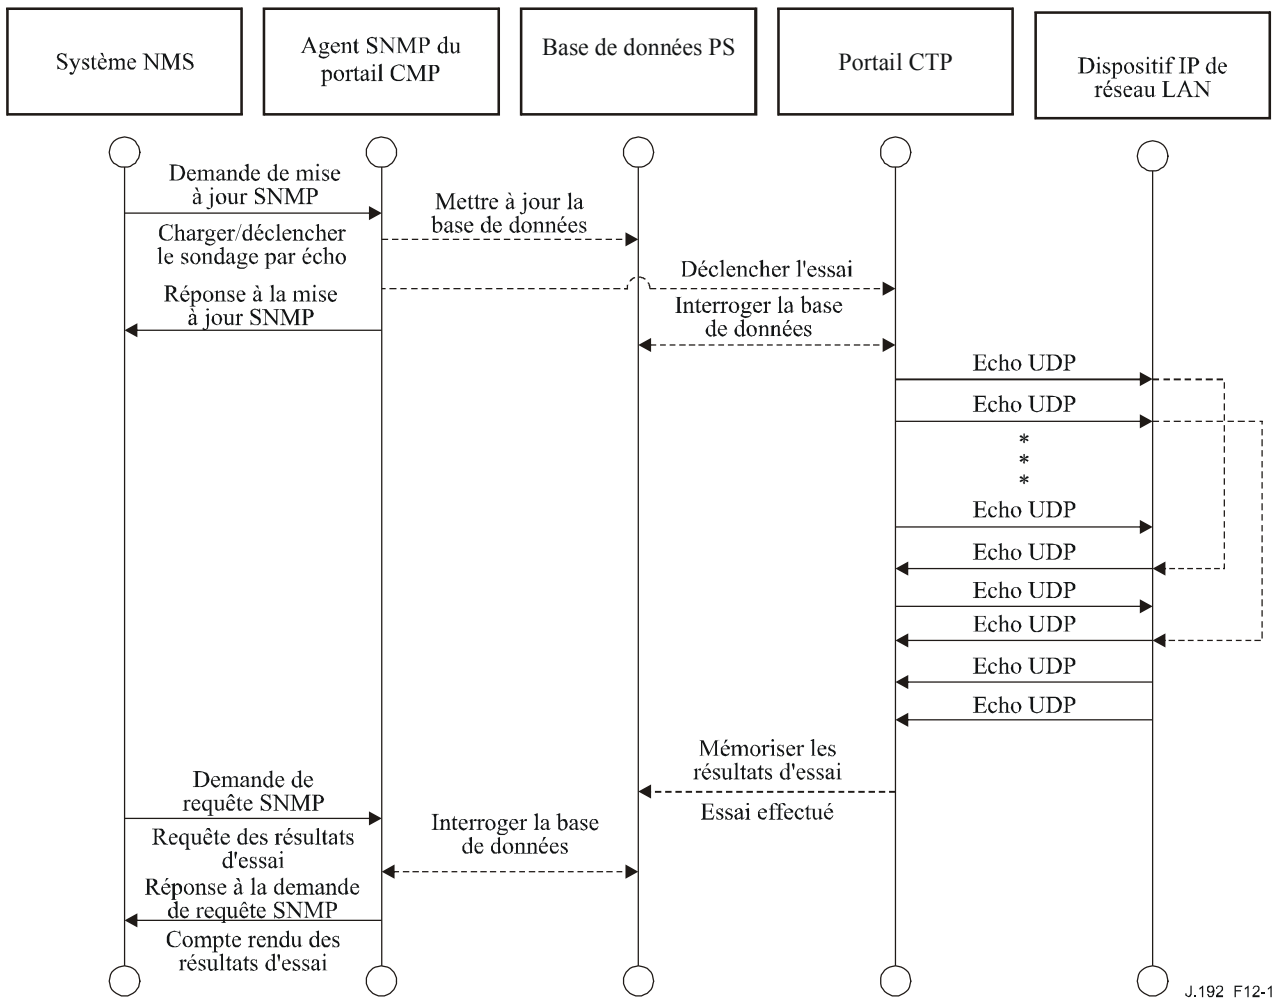 Système NMS
Agent SNMP du
portail CMP
Base de données PS
Portail CTP
Dispositif IP de
réseau LAN
Demande de mise
à jour SNMP
Charger/déclencher
le sondage par écho
Mettre à jour la
base de données
Déclencher l'essai
Réponse à la mise
à jour SNMP
Interroger la base
de données
Echo UDP
Echo UDP
*
*
*
Echo UDP
Echo UDP
Echo UDP
Echo UDP
Echo UDP
Echo UDP
Mémoriser les
résultats d'essai
Essai effectué
Demande de
requête SNMP
Requête des résultats
d'essai
Interroger la base
de données
Réponse à la demande
de requête SNMP
Compte rendu des
résultats d'essai
J.192 F12-1